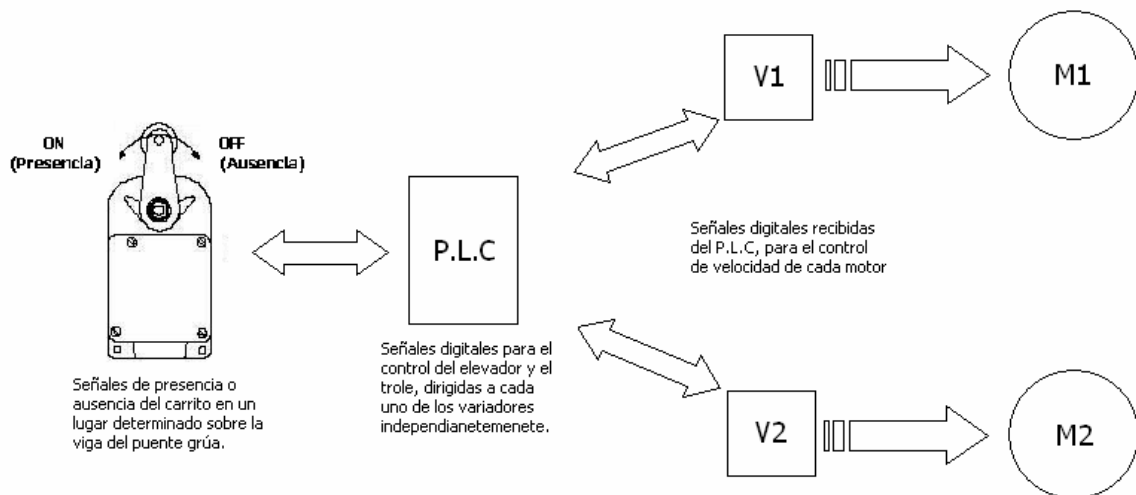 ON
(Presencia)
OFF
(Ausencia)
Señales de presencia o
ausencia del carrito en un
lugar determinado sobre la
viga del puente grúa.
P.L.C
Señales digitales para el
control del elevador y el
trole, dirigidas a cada
uno de los variadores
independianetemenete.
V1
M1
Señales digitales recibidas
del P.L.C, para el control
de velocidad de cada motor
V2
M2